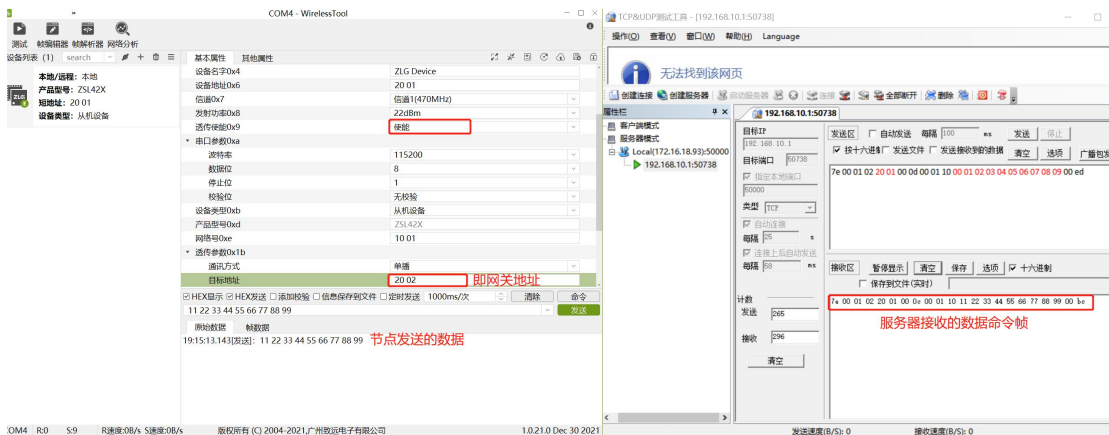 COM4 - WirelessTool
测试 帧编辑器 帧解析器 网络分析
设备列表 (1) search
本地/远程: 本地
产品型号: ZSL42X
短地址: 20 01
设备类型: 从机设备
基本属性 其他属性
设备名字0x4 ZLG Device
设备地址0x6 20 01
信道0x7 信道1(470MHz)
发射功率0x8 22dBm
透传使能0x9 使能
串口参数0xa
波特率 115200
数据位 8
停止位 1
校验位 无校验
设备类型0xb 从机设备
产品型号0xd ZSL42X
网络号0xe 10 01
透传参数0x1b
通讯方式 单播
目标地址 20 02 即网关地址
HEX显示 HEX发送 添加校验 信息保存到文件 定时发送 1000ms/次 清除 命令
11 22 33 44 55 66 77 88 99 发送
原始数据 帧数据
19:15:13.143[发送]: 11 22 33 44 55 66 77 88 99 节点发送的数据
COM4 R:0 S:9 R速度:0B/s S速度:0B/s 版权所有 (C) 2004-2021,广州致远电子有限公司 1.0.21.0 Dec 30 2021
TCP&UDP测试工具 - [192.168.10.1:50738]
操作(O) 查看(V) 窗口(W) 帮助(H) Language
无法找到该网页
创建连接 创建服务器 启动服务器 连接 全部断开 删除
属性栏
客户端模式
服务器模式
Local(172.16.18.93):50000
192.168.10.1:50738
192.168.10.1:50738
目标IP
192.168.10.1
目标端口 50738
指定本地端口
50000
类型 TCP
自动连接
每隔 25 s
连接上后自动发送
每隔 58 ms
计数
发送 265
接收 296
清空
发送区 自动发送 每隔 100 ms 发送 停止
按十六进制 发送文件 发送接收到的数据 清空 选项 广播包发
7e 00 01 02 20 01 00 0d 00 01 10 00 01 02 03 04 05 06 07 08 09 00 ed
接收区 暂停显示 清空 保存 选项 十六进制
保存到文件(实时)
7e 00 01 02 20 01 00 0c 00 01 10 11 22 33 44 55 66 77 88 99 00 bc
服务器接收的数据命令帧
发送速度(B/S): 0 接收速度(B/S): 0